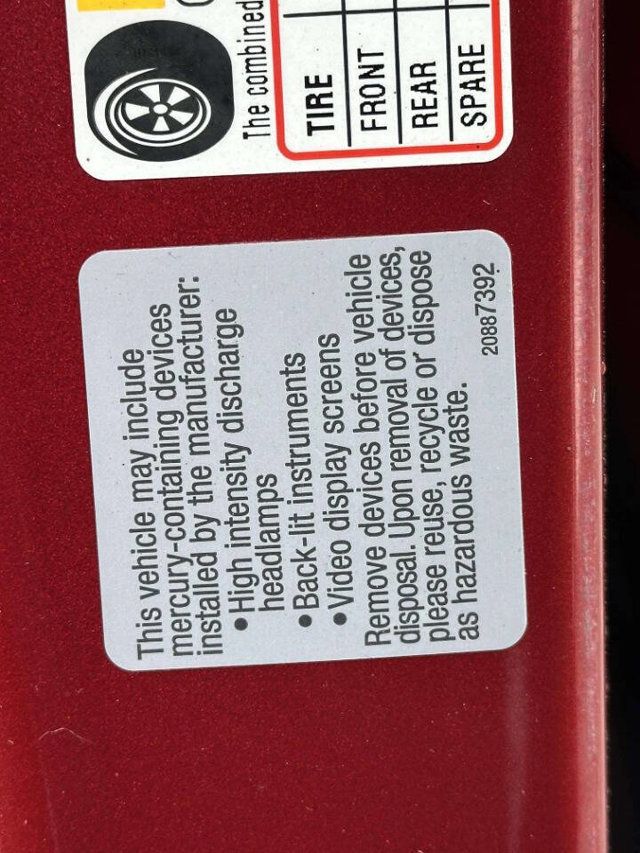 This vehicle may include
mercury-containing devices
installed by the manufacturer:
• High intensity discharge
headlamps
• Back-lit instruments
• Video display screens
Remove devices before vehicle
disposal. Upon removal of devices,
please reuse, recycle or dispose
as hazardous waste.
20887392
The combined
TIRE
FRONT
REAR
SPARE